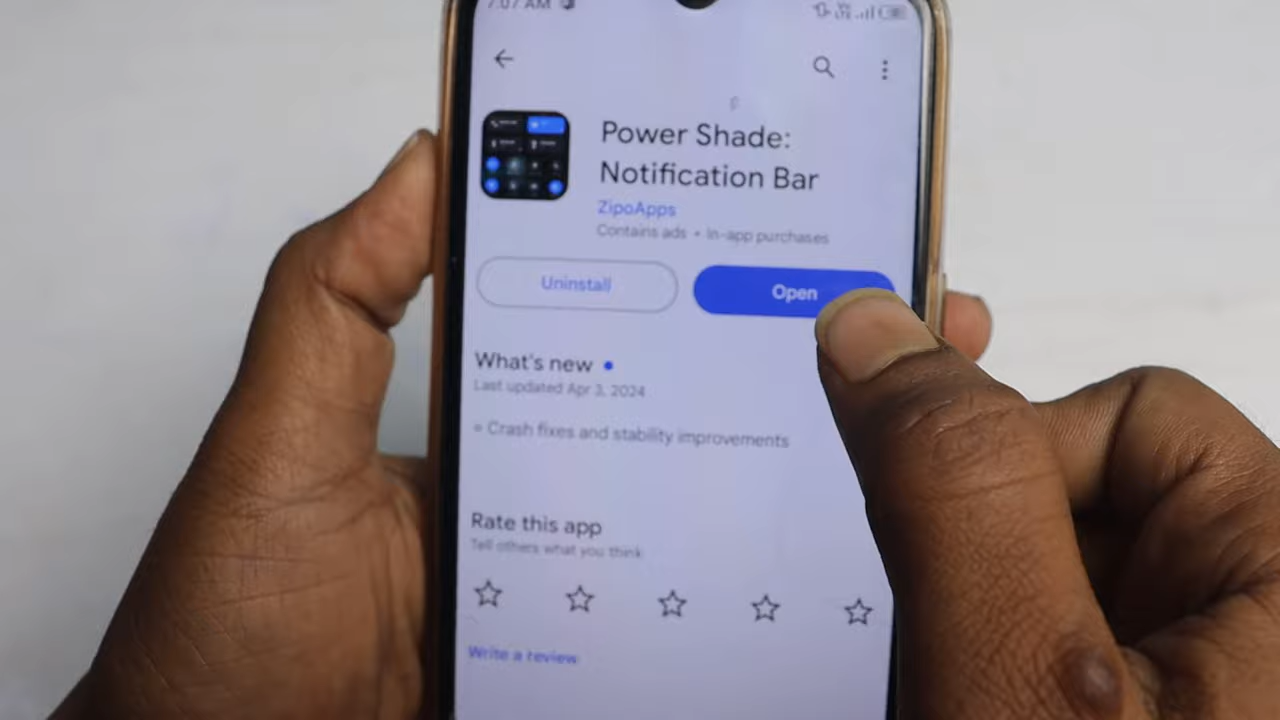 7:07 AM
Power Shade:
Notification Bar
ZipoApps
Contains ads • In-app purchases
Uninstall
Open
What's new
Last updated Apr 3, 2024
Crash fixes and stability improvements
Rate this app
Tell others what you think
Write a review